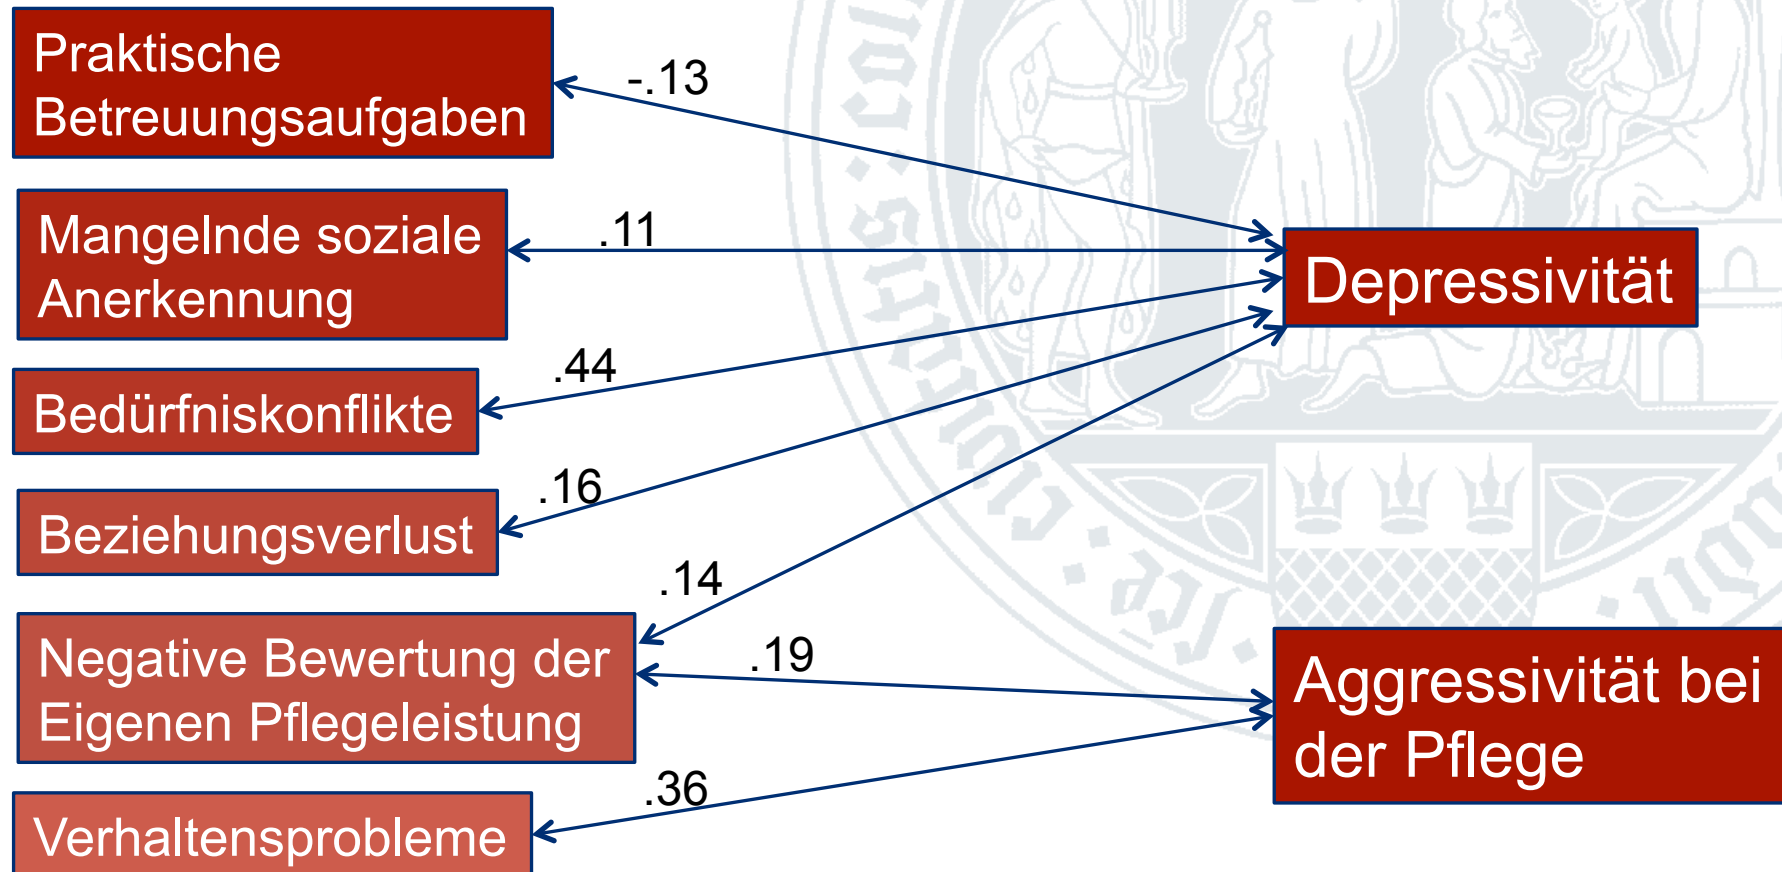 Praktische
Betreuungsaufgaben
-.13
Mangelnde soziale
Anerkennung
.11
Depressivität
Bedürfniskonflikte
.44
Beziehungsverlust
.16
Negative Bewertung der
Eigenen Pflegeleistung
.14
.19
Aggressivität bei
der Pflege
Verhaltensprobleme
.36